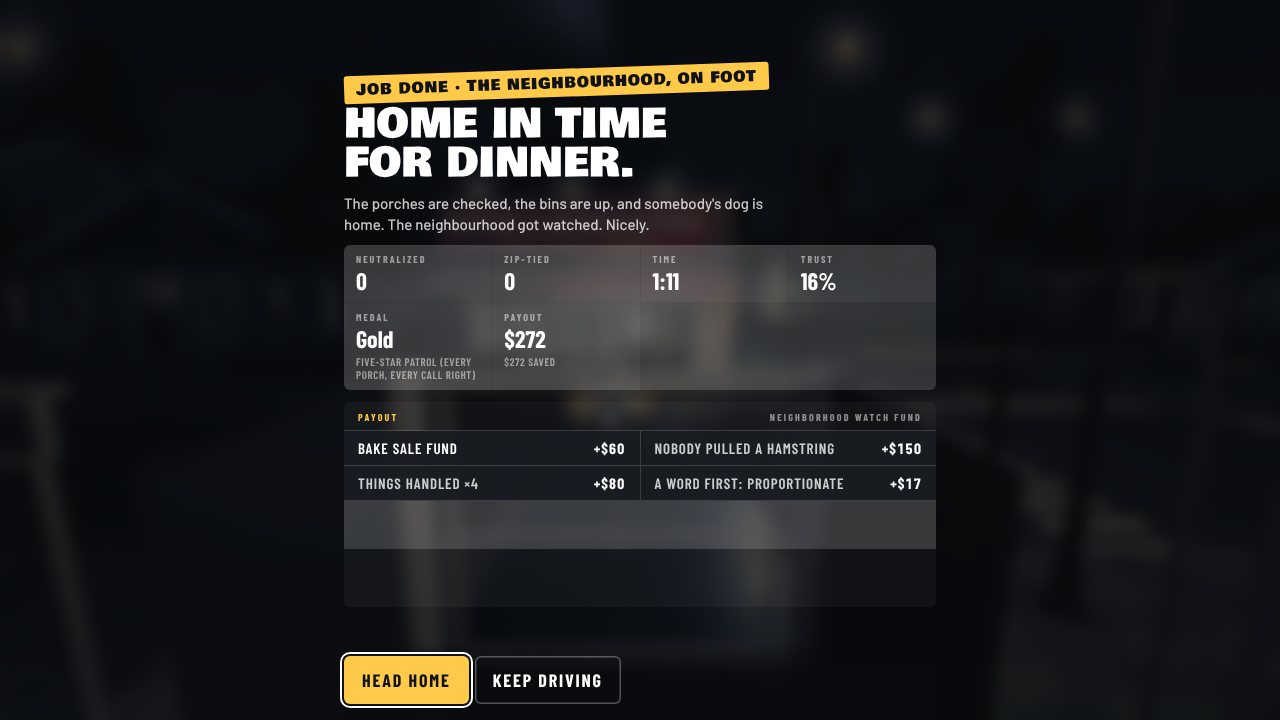 JOB DONE · THE NEIGHBOURHOOD, ON FOOT
HOME IN TIME
FOR DINNER.
The porches are checked, the bins are up, and somebody's dog is
home. The neighbourhood got watched. Nicely.
NEUTRALIZED
0
ZIP-TIED
0
TIME
1:11
TRUST
16%
MEDAL
Gold
FIVE-STAR PATROL (EVERY
PORCH, EVERY CALL RIGHT)
PAYOUT
$272
$272 SAVED
PAYOUT
NEIGHBORHOOD WATCH FUND
BAKE SALE FUND +$60
NOBODY PULLED A HAMSTRING +$150
THINGS HANDLED ×4 +$80
A WORD FIRST: PROPORTIONATE +$17
HEAD HOME
KEEP DRIVING